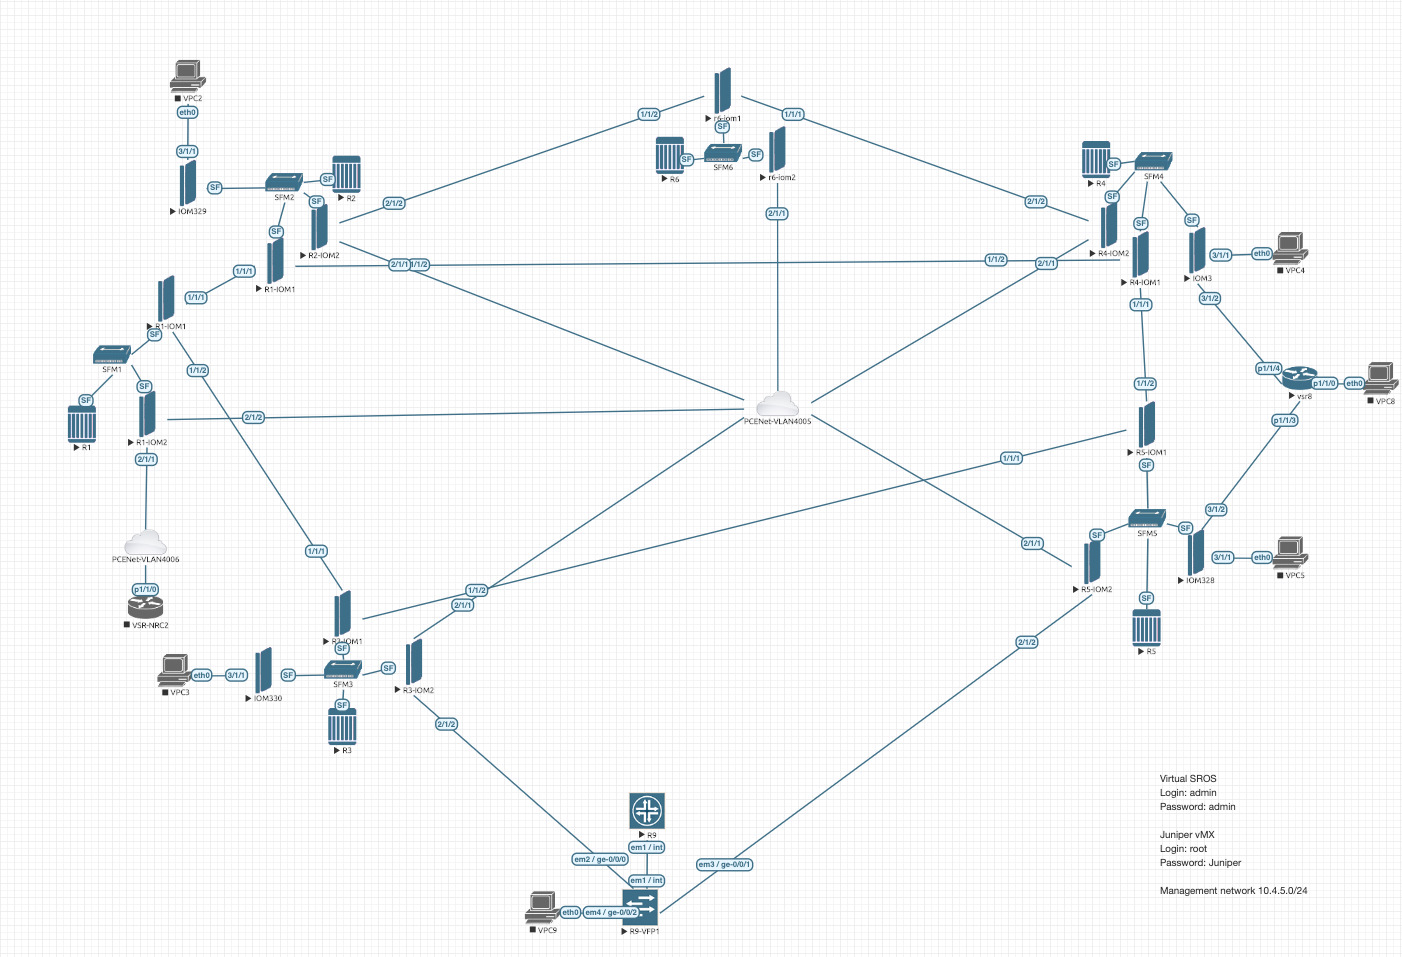 VPC2
eth0
3/1/1
IOM329
SF
SFM2
SF
R2
SF
R2-IOM2
2/1/2
SF
R1-IOM1
1/1/1
1/1/1
R1-IOM1
SF
SFM1
SF
R1
SF
R1-IOM2
2/1/1
2/1/2
1/1/2
2/1/1
1/1/2
1/1/2
r6-iom1
1/1/1
SF
R6
SF
SFM6
SF
r6-iom2
2/1/1
SFM4
SF
R4
SF
2/1/2
R4-IOM2
SF
R4-IOM1
SF
IOM3
3/1/1
eth0
VPC4
1/1/2
2/1/1
1/1/1
3/1/2
p1/1/4
vsr8
p1/1/0
eth0
VPC8
p1/1/3
1/1/2
PCENet-VLAN4005
R5-IOM1
1/1/1
SF
3/1/2
SFM5
SF
SF
2/1/1
R5-IOM2
IOM328
3/1/1
eth0
VPC5
SF
R5
2/1/2
PCENet-VLAN4006
p1/1/0
VSR-NRC2
1/1/1
1/1/2
2/1/1
SF
VPC3
eth0
3/1/1
IOM330
SF
SFM3
SF
R3-IOM2
SF
R3
2/1/2
R9
em1 / int
em2 / ge-0/0/0
em3 / ge-0/0/1
em1 / int
VPC9
eth0
em4 / ge-0/0/2
R9-VFP1
Virtual SROS
Login: admin
Password: admin
Juniper vMX
Login: root
Password: Juniper
Management network 10.4.5.0/24